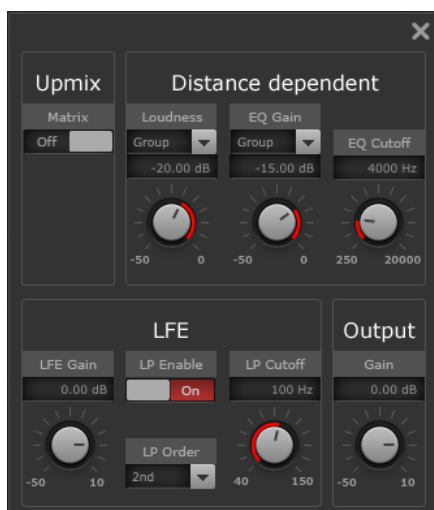 Upmix
Distance dependent
Matrix
Loudness
EQ Gain
Off
Group
Group
EQ Cutoff
-20.00 dB
-15.00 dB
4000 Hz
-50 0
-50 0
250 20000
LFE
Output
LFE Gain
LP Enable
LP Cutoff
Gain
0.00 dB
On
100 Hz
0.00 dB
LP Order
2nd
-50 10
40 150
-50 10